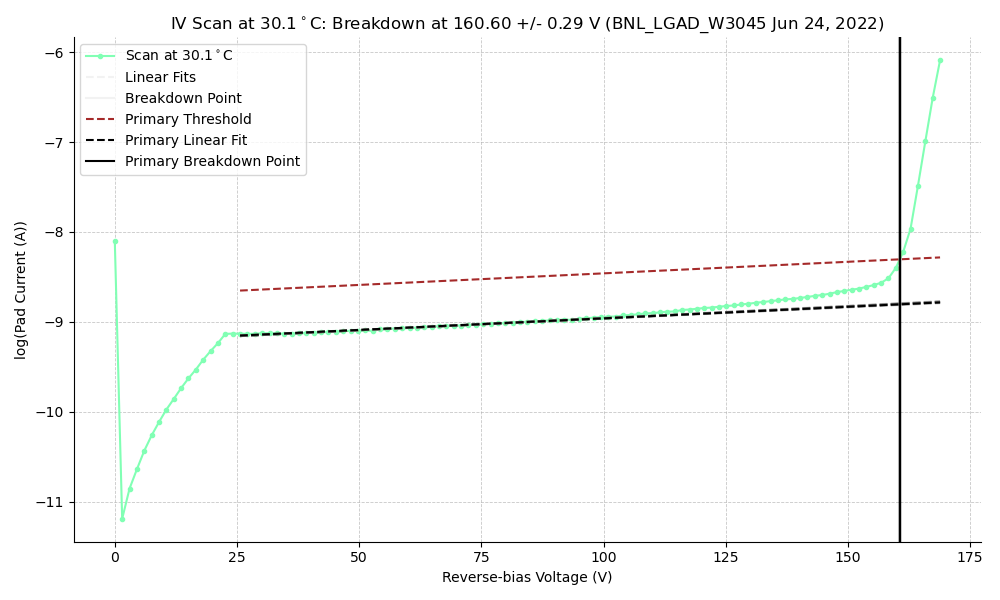 IV Scan at 30.1°C: Breakdown at 160.60 +/- 0.29 V (BNL_LGAD_W3045 Jun 24, 2022)
Scan at 30.1°C
Linear Fits
Breakdown Point
Primary Threshold
Primary Linear Fit
Primary Breakdown Point
log(Pad Current (A))
−6
−7
−8
−9
−10
−11
0 25 50 75 100 125 150 175
Reverse-bias Voltage (V)